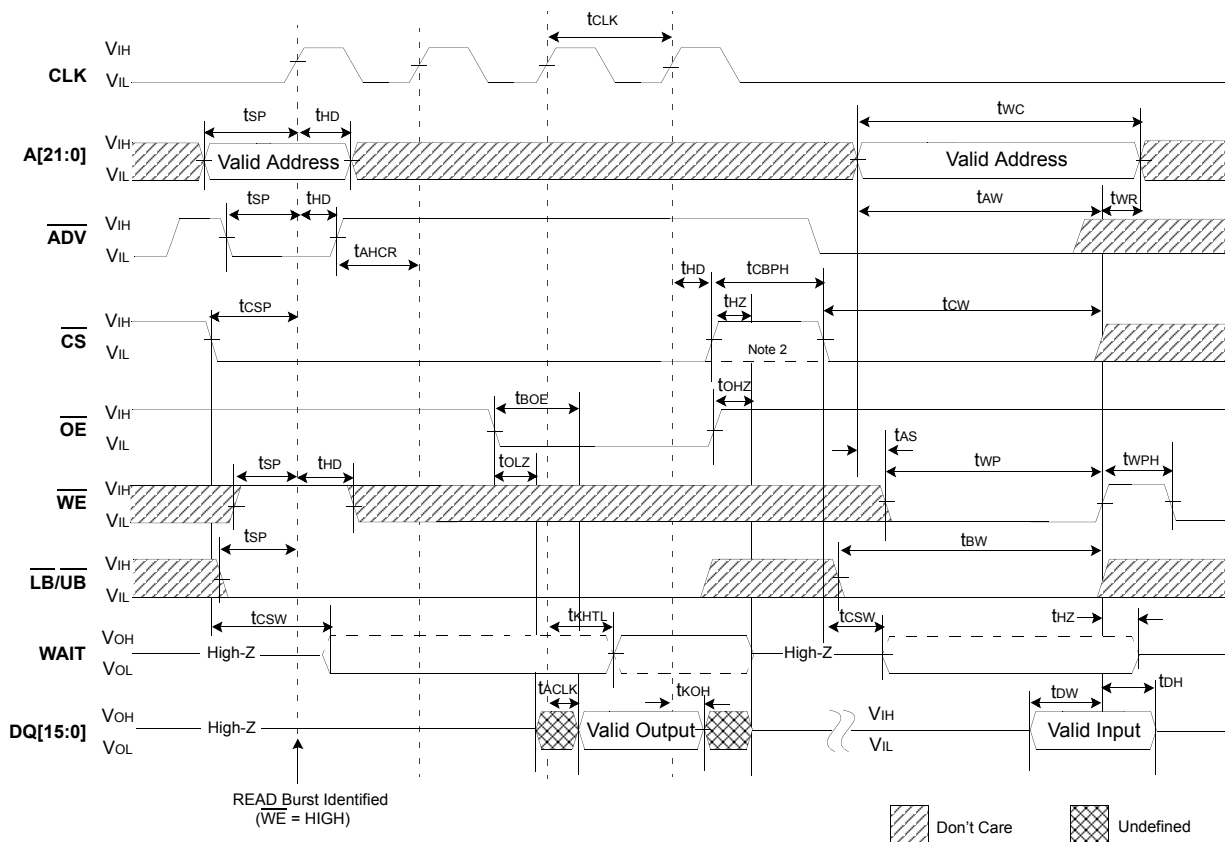 tCLK
VIH
CLK
VIL
tSP tHD tWC
VIH
A[21:0] Valid Address Valid Address
VIL
tSP tHD tAW tWR
VIH
ADV
VIL
tAHCR
tHD tCBPH
tCSP tHZ tCW
VIH
CS
VIL
Note 2
tBOE tOHZ
VIH
OE
VIL
tOLZ tAS
tSP tHD tWP tWPH
VIH
WE
VIL
tSP tBW
VIH
LB/UB
VIL
tCSW tKHTL tCSW tHZ
VOH
WAIT High-Z High-Z
VOL
tACLK tKOH tDW tDH
VOH VIH
DQ[15:0] High-Z Valid Output Valid Input
VOL VIL
READ Burst Identified
(WE = HIGH)
Don't Care Undefined